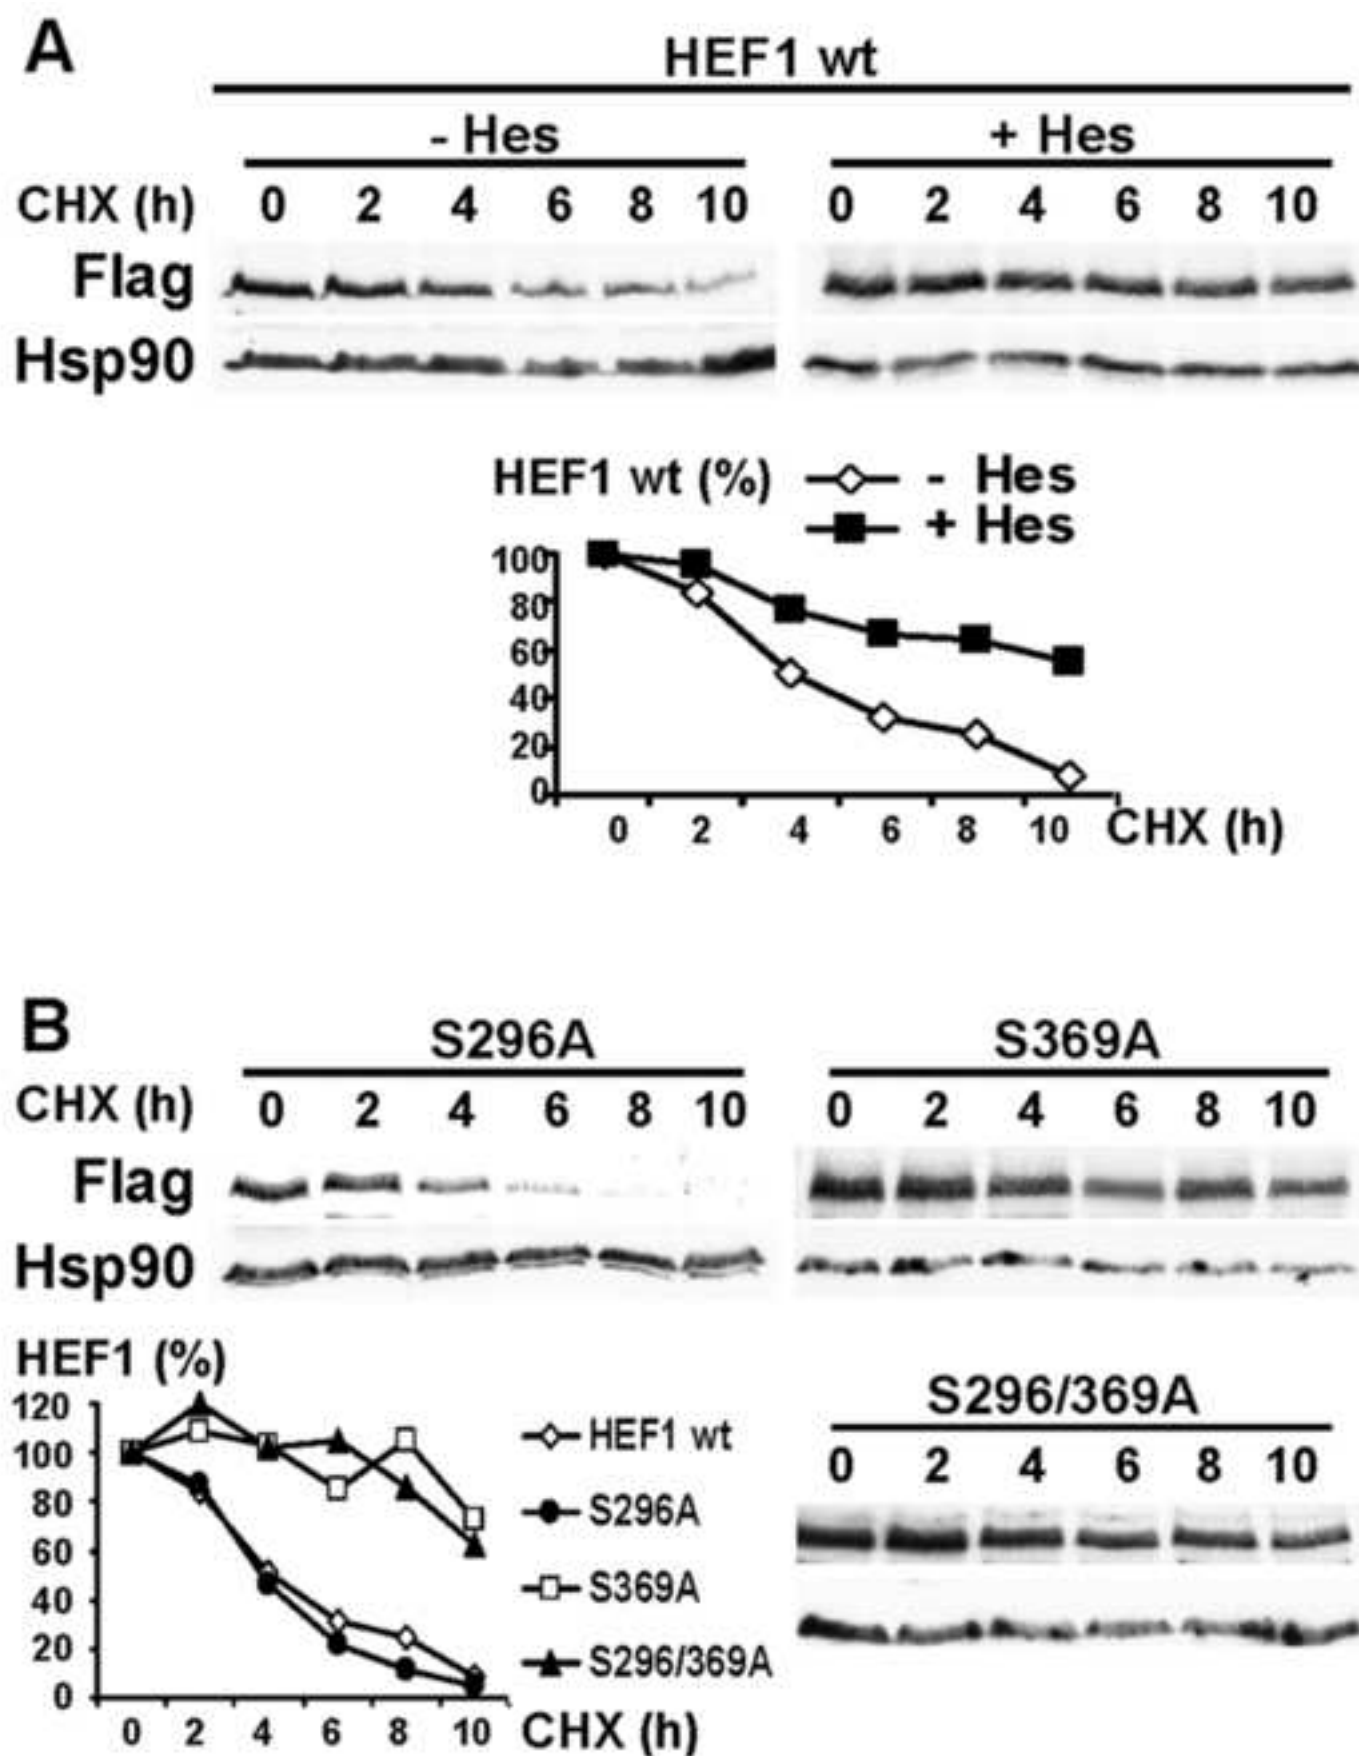 A
HEF1 wt
- Hes
+ Hes
CHX (h) 0 2 4 6 8 10 0 2 4 6 8 10
Flag
Hsp90
HEF1 wt (%)
- Hes
+ Hes
100
80
60
40
20
0
0 2 4 6 8 10 CHX (h)
B
S296A S369A
CHX (h) 0 2 4 6 8 10 0 2 4 6 8 10
Flag
Hsp90
HEF1 (%)
120
100
80
60
40
20
0
0 2 4 6 8 10 CHX (h)
HEF1 wt
S296A
S369A
S296/369A
S296/369A
0 2 4 6 8 10